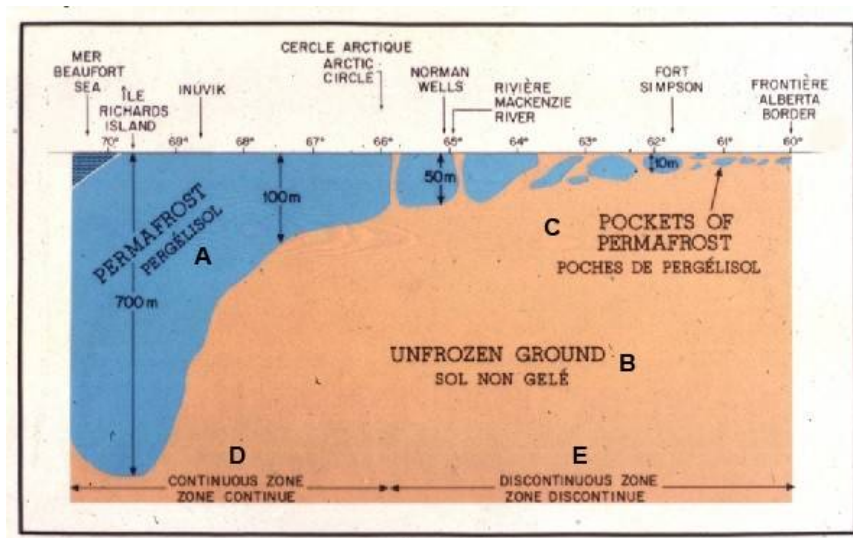 MER
BEAUFORT
SEA
ÎLE
RICHARDS
ISLAND
INUVIK
CERCLE ARCTIQUE
ARCTIC
CIRCLE
NORMAN
WELLS
RIVIÈRE
MACKENZIE
RIVER
FORT
SIMPSON
FRONTIÈRE
ALBERTA
BORDER
70° 69° 68° 67° 66° 65° 64° 63° 62° 61° 60°
PERMAFROST
PERGÉLISOL
A
700m
100m
50m
10m
C
POCKETS OF
PERMAFROST
POCHES DE PERGÉLISOL
UNFROZEN GROUND
SOL NON GELÉ
B
D
E
CONTINUOUS ZONE
ZONE CONTINUE
DISCONTINUOUS ZONE
ZONE DISCONTINUE